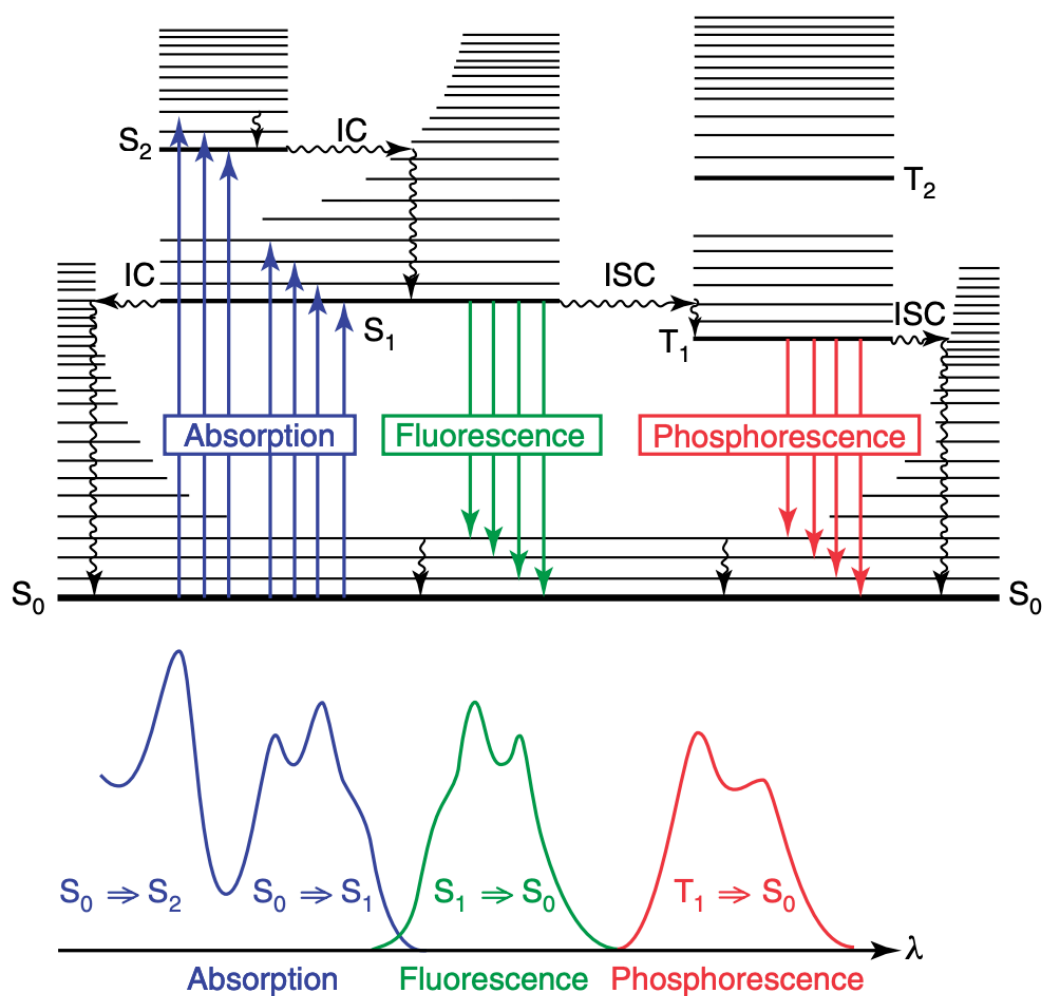 IC
S₂
T₂
IC
ISC
S₁
T₁
ISC
Absorption
Fluorescence
Phosphorescence
S₀
S₀
S₀ ⇒ S₂
S₀ ⇒ S₁
S₁ ⇒ S₀
T₁ ⇒ S₀
λ
Absorption
Fluorescence
Phosphorescence